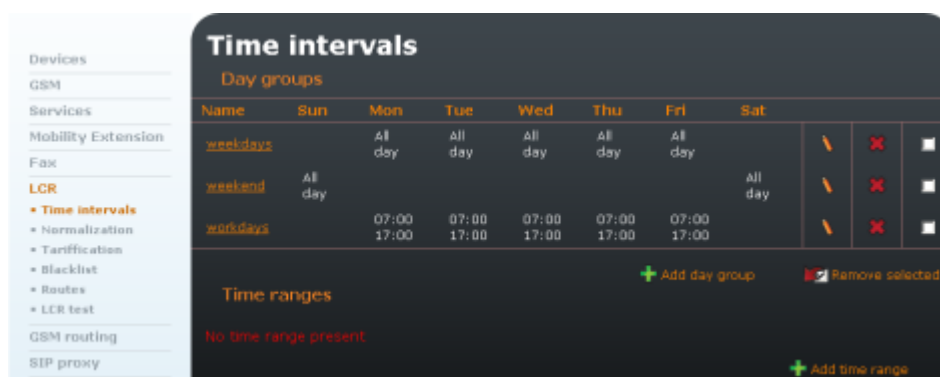 Devices
GSM
Services
Mobility Extension
Fax
LCR
Time intervals
Normalization
Tariffication
Blacklist
Routes
LCR test
GSM routing
SIP proxy
Time intervals
Day groups
Name Sun Mon Tue Wed Thu Fri Sat
weekdays All day All day All day All day All day
weekend All day All day
workdays 07:00 17:00 07:00 17:00 07:00 17:00 07:00 17:00 07:00 17:00
Add day group Remove selected
Time ranges
No time range present
Add time range